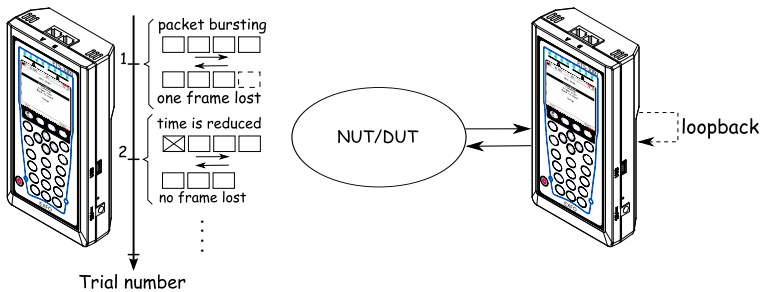 packet bursting
1
one frame lost
time is reduced
2
no frame lost
Trial number
NUT/DUT
loopback